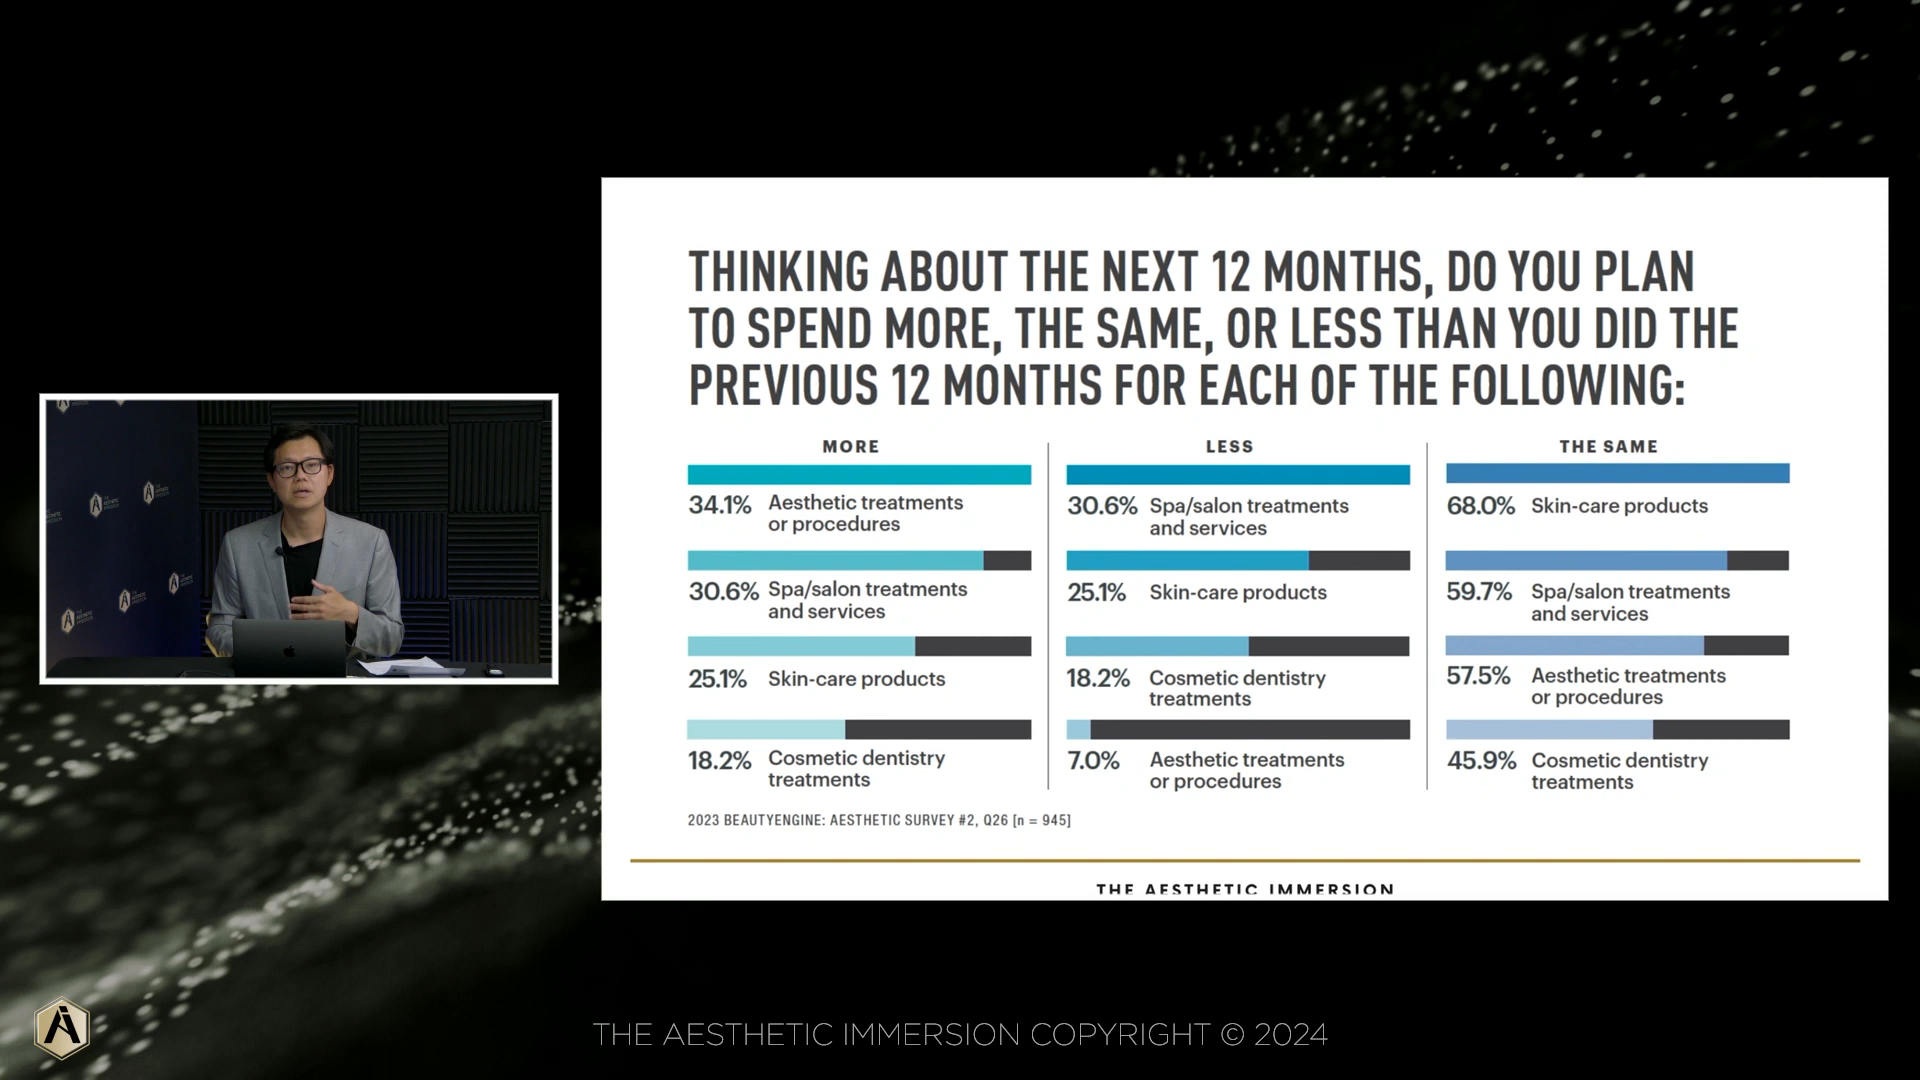 THINKING ABOUT THE NEXT 12 MONTHS, DO YOU PLAN
TO SPEND MORE, THE SAME, OR LESS THAN YOU DID THE
PREVIOUS 12 MONTHS FOR EACH OF THE FOLLOWING:
MORE
34.1% Aesthetic treatments
or procedures
30.6% Spa/salon treatments
and services
25.1% Skin-care products
18.2% Cosmetic dentistry
treatments
LESS
30.6% Spa/salon treatments
and services
25.1% Skin-care products
18.2% Cosmetic dentistry
treatments
7.0% Aesthetic treatments
or procedures
THE SAME
68.0% Skin-care products
59.7% Spa/salon treatments
and services
57.5% Aesthetic treatments
or procedures
45.9% Cosmetic dentistry
treatments
2023 BEAUTYENGINE: AESTHETIC SURVEY #2, Q26 [n = 945]
THE AESTHETIC IMMERSION
THE AESTHETIC IMMERSION COPYRIGHT © 2024